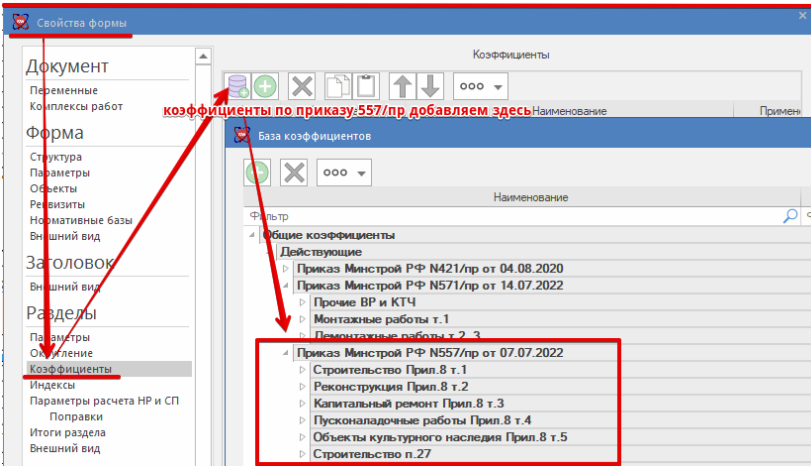 Свойства формы
Документ
Переменные
Комплексы работ
Форма
Структура
Параметры
Объекты
Реквизиты
Нормативные базы
Внешний вид
Заголовок
Внешний вид
Разделы
Параметры
Округление
Коэффициенты
Индексы
Параметры расчета НР и СП
Поправки
Итоги раздела
Внешний вид
Коэффициенты
коэффициенты по приказу 557/пр добавляем здесь
Наименование
База коэффициентов
Наименование
Фильтр
Общие коэффициенты
Действующие
Приказ Минстрой РФ N421/пр от 04.08.2020
Приказ Минстрой РФ N571/пр от 14.07.2022
Прочие ВР и КТЧ
Монтажные работы т.1
Демонтажные работы т.2, 3
Приказ Минстрой РФ N557/пр от 07.07.2022
Строительство Прил.8 т.1
Реконструкция Прил.8 т.2
Капитальный ремонт Прил.8 т.3
Пусконаладочные работы Прил.8 т.4
Объекты культурного наследия Прил.8 т.5
Строительство п.27